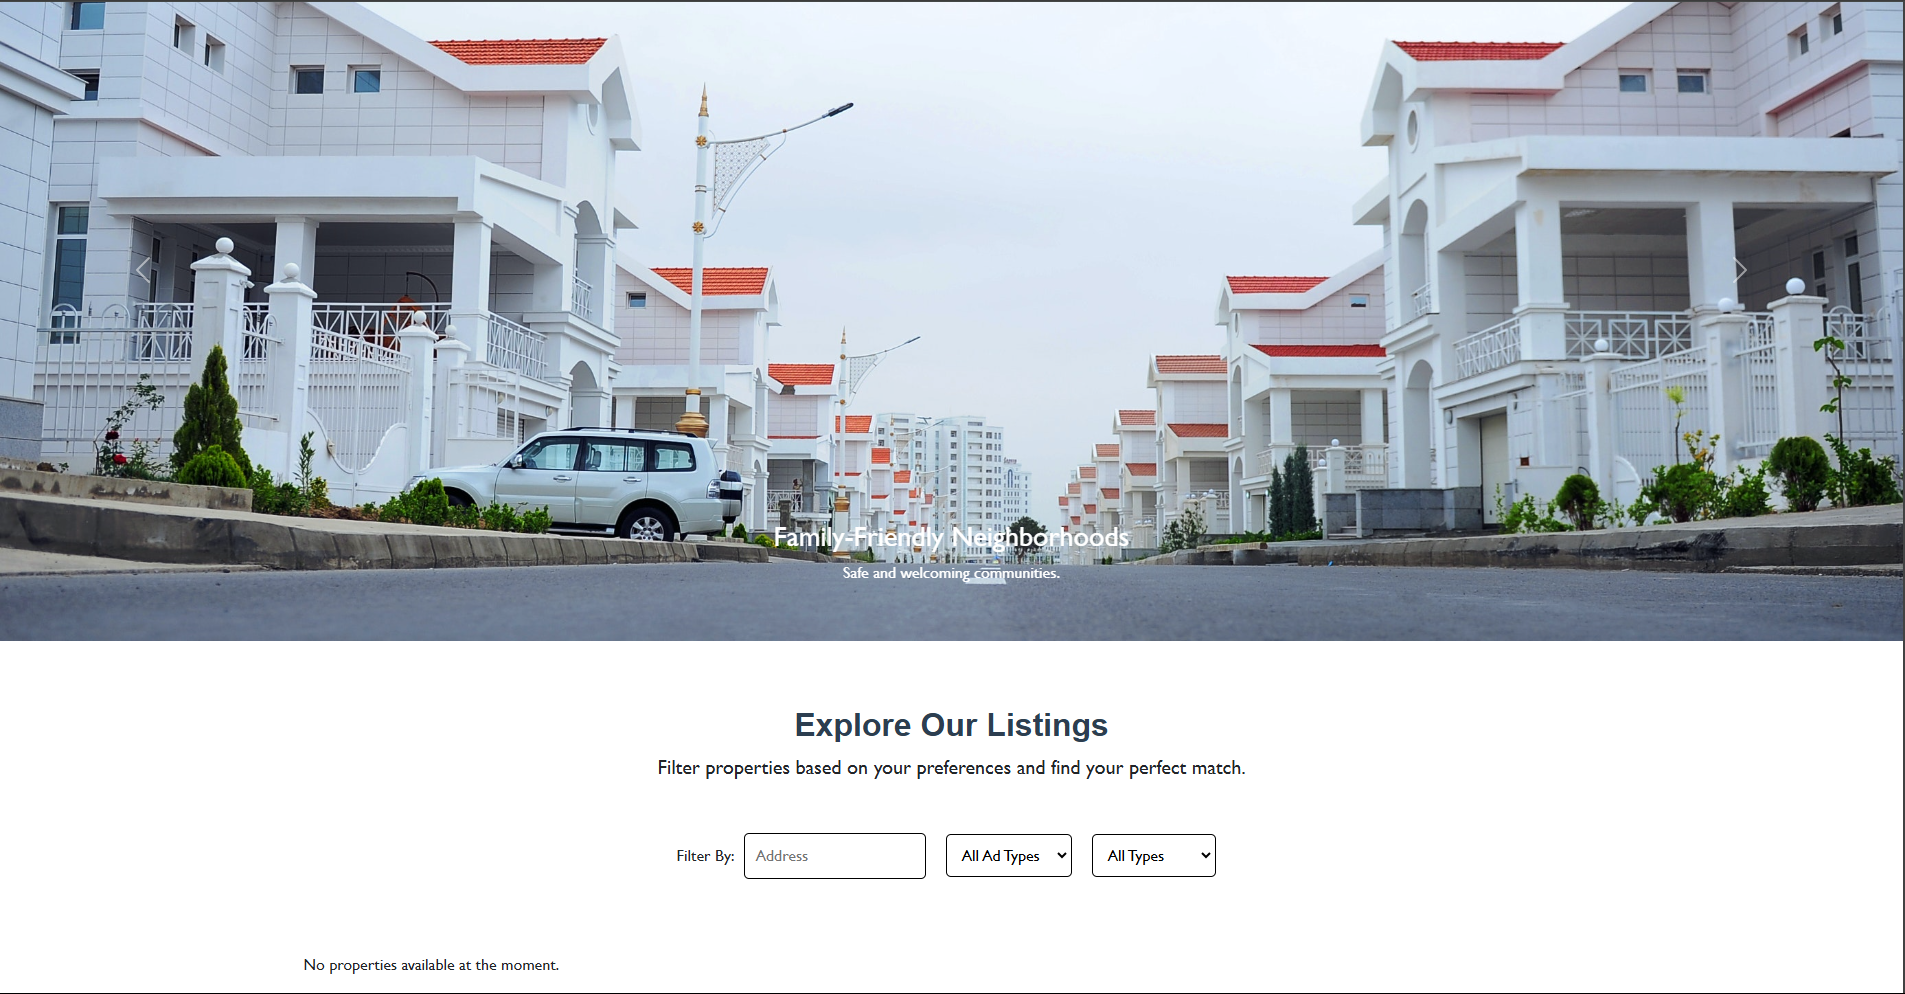 Family-Friendly Neighborhoods
Safe and welcoming communities.
Explore Our Listings
Filter properties based on your preferences and find your perfect match.
Filter By: Address All Ad Types All Types
No properties available at the moment.